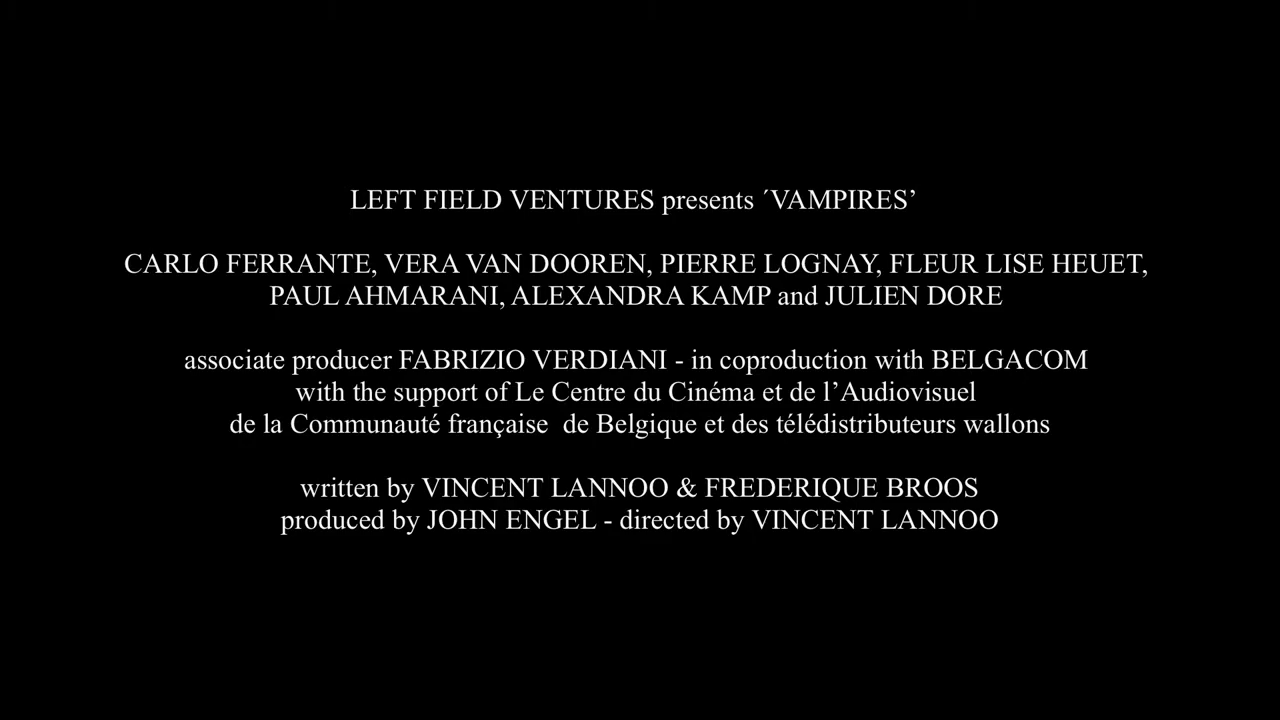 LEFT FIELD VENTURES presents ´VAMPIRES’
CARLO FERRANTE, VERA VAN DOOREN, PIERRE LOGNAY, FLEUR LISE HEUET,
PAUL AHMARANI, ALEXANDRA KAMP and JULIEN DORE
associate producer FABRIZIO VERDIANI - in coproduction with BELGACOM
with the support of Le Centre du Cinéma et de l’Audiovisuel
de la Communauté française  de Belgique et des télédistributeurs wallons
written by VINCENT LANNOO & FREDERIQUE BROOS
produced by JOHN ENGEL - directed by VINCENT LANNOO